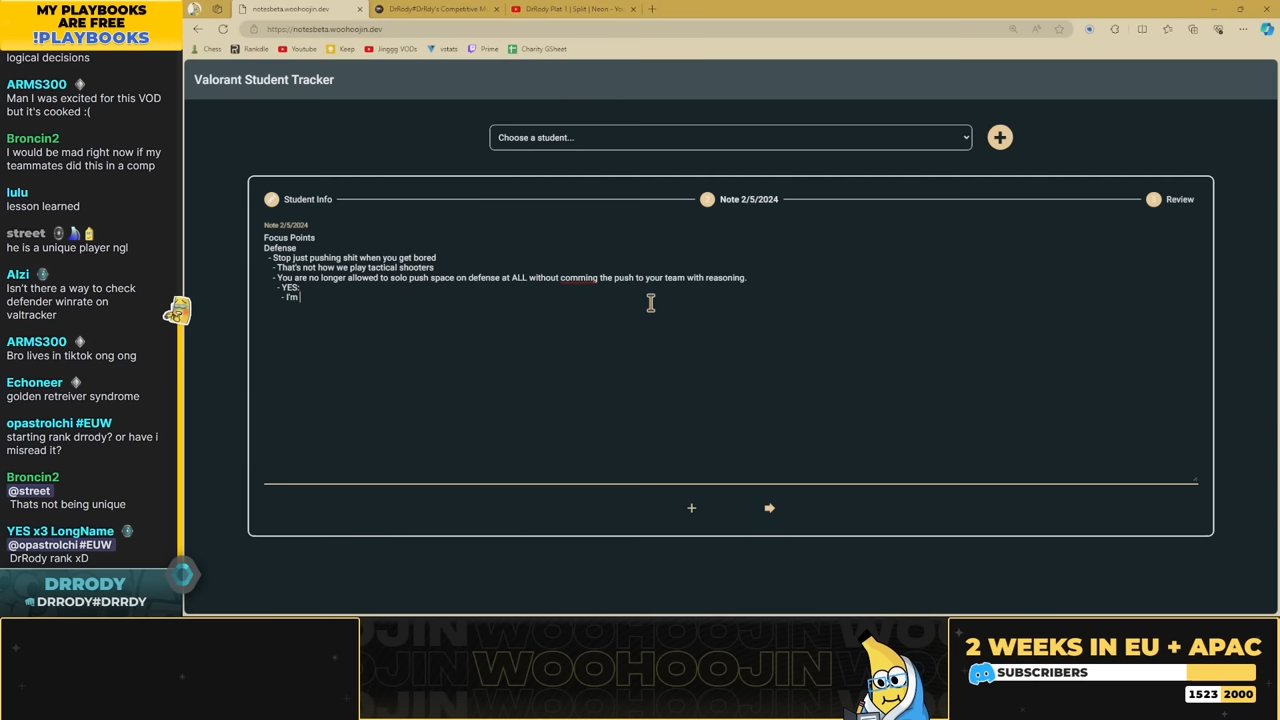 MY PLAYBOOKS
ARE FREE
!PLAYBOOKS
logical decisions
ARMS300
Man I was excited for this VOD
but it's cooked :(
Broncin2
I would be mad right now if my
teammates did this in a comp
lulu
lesson learned
street
he is a unique player ngl
Alzi
Isn't there a way to check
defender winrate on
valtracker
ARMS300
Bro lives in tiktok ong ong
Echoneer
golden retreiver syndrome
opastrolchi #EUW
starting rank drrody? or have i
misread it?
Broncin2
@street
Thats not being unique
YES x3 LongName
@opastrolchi #EUW
DrRody rank xD
DRRODY
DRRODY#DRRDY
notesbeta.woohoojin.dev
DrRody#DrRdy's Competitive M
DrRody Plat 1 | Split | Neon - Yo
https://notesbeta.woohoojin.dev
Chess
Rankdle
Youtube
Keep
Jinggg VODs
vstats
Prime
Charity GSheet
Valorant Student Tracker
Choose a student...
Student Info
Note 2/5/2024
Review
Note 2/5/2024
Focus Points
Defense
- Stop just pushing shit when you get bored
- That's not how we play tactical shooters
- You are no longer allowed to solo push space on defense at ALL without comming the push to your team with reasoning.
- YES:
- I'm
WOOHOOJIN
2 WEEKS IN EU + APAC
SUBSCRIBERS
1523 2000